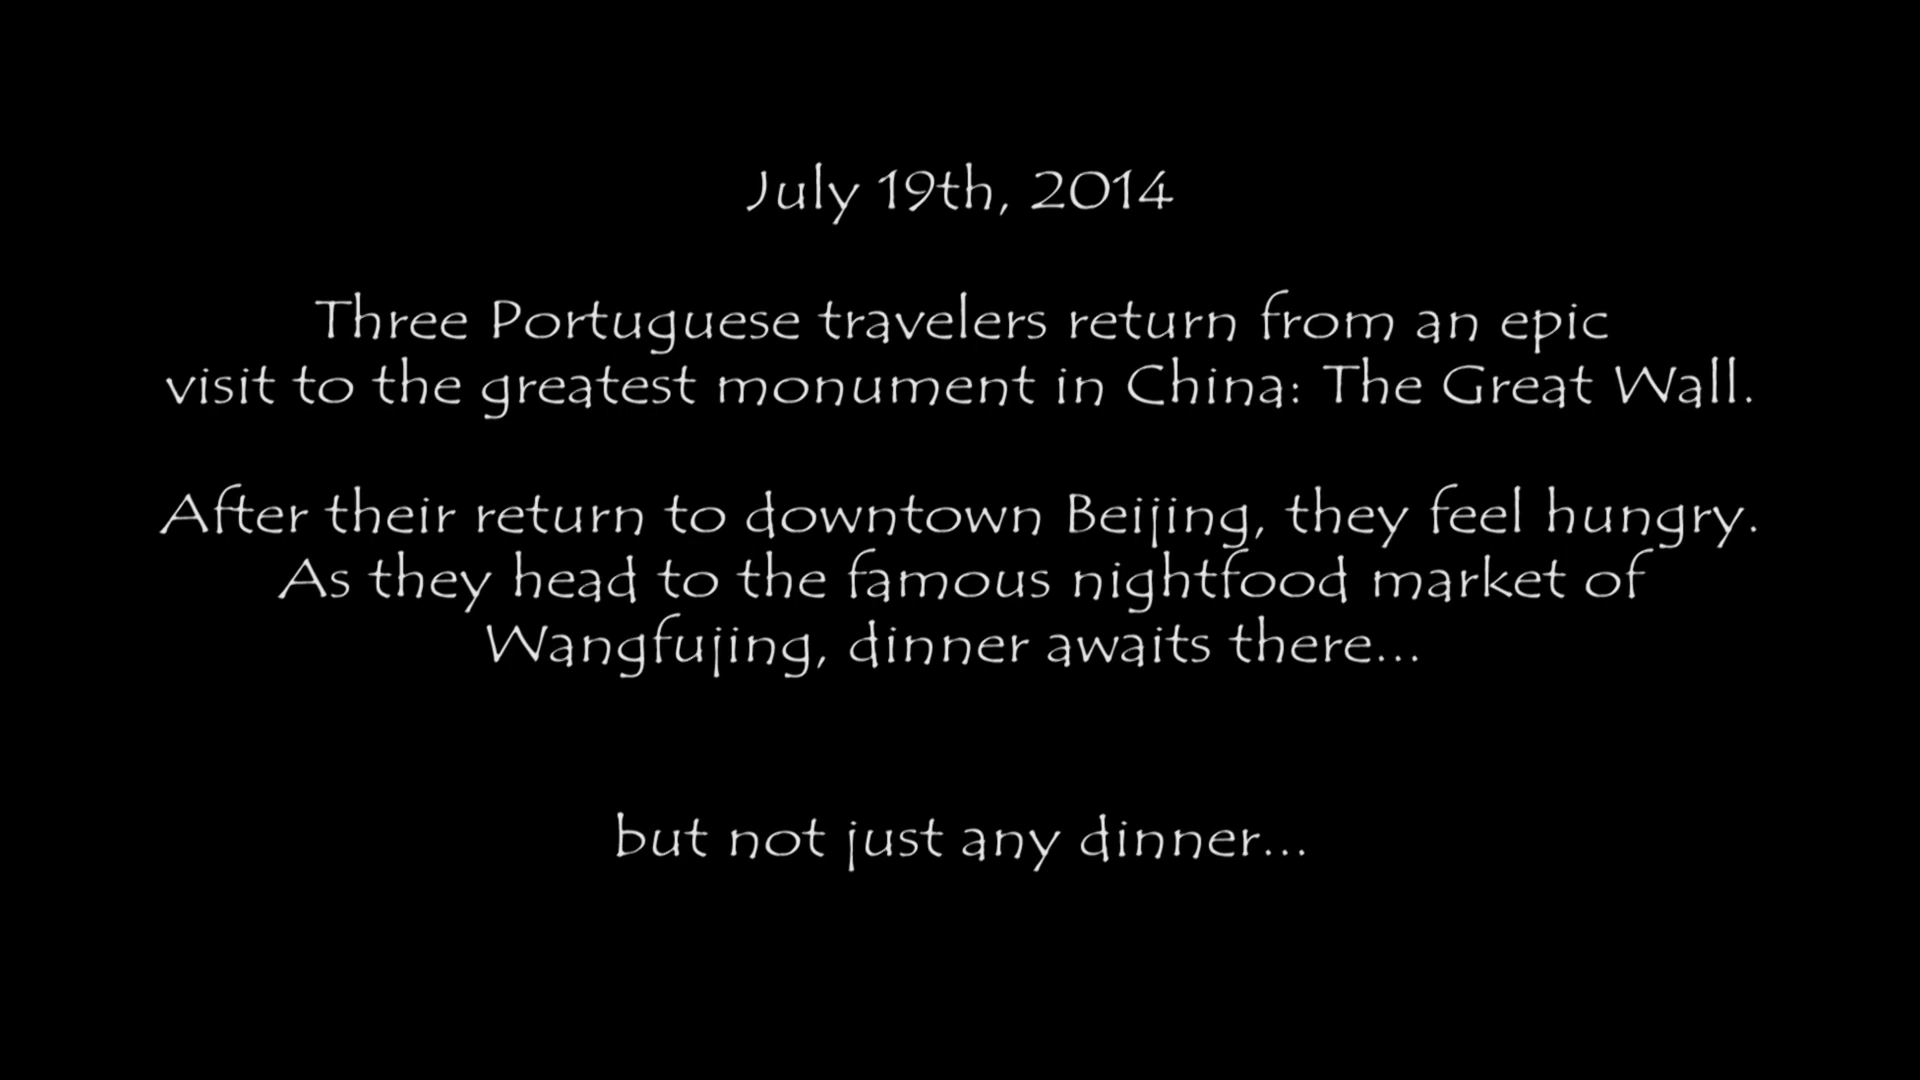 July 19th, 2014
Three Portuguese travelers return from an epic
visit to the greatest monument in China: The Great Wall.
After their return to downtown Beijing, they feel hungry.
As they head to the famous nightfood market of
Wangfujing, dinner awaits there...
but not just any dinner...